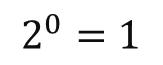 2⁰ = 1